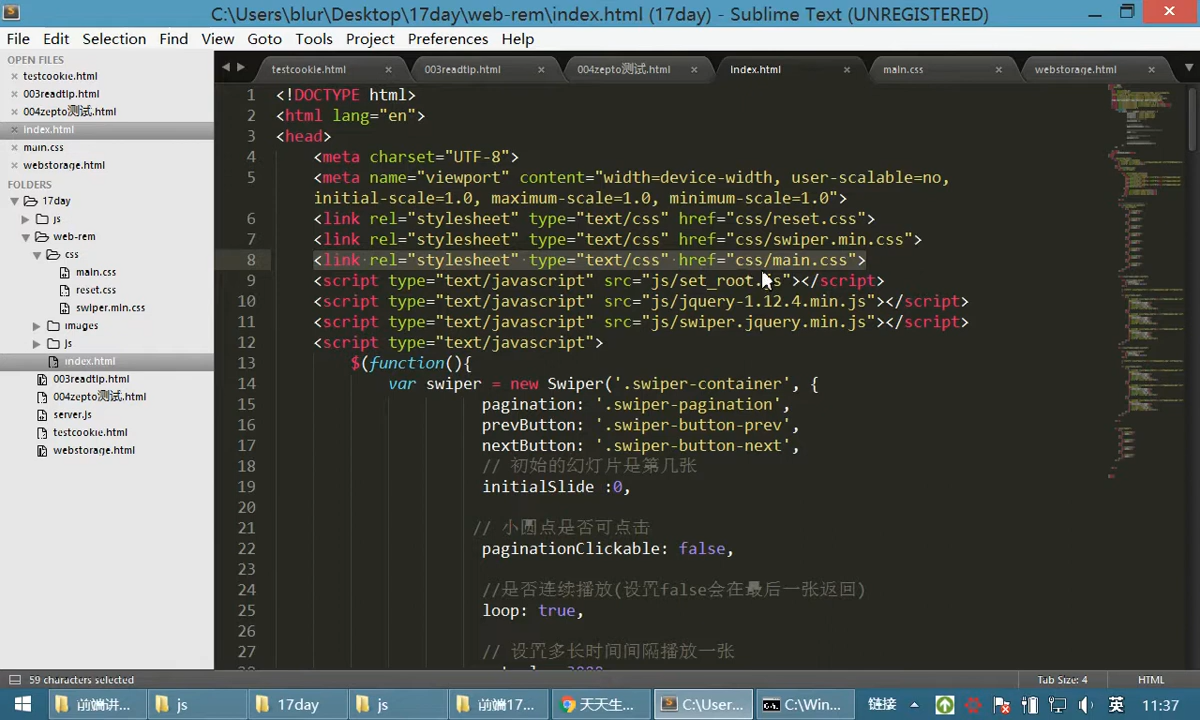 C:\Users\blur\Desktop\17day\web-rem\index.html (17day) - Sublime Text (UNREGISTERED)
File Edit Selection Find View Goto Tools Project Preferences Help
OPEN FILES
testcookie.html
003readtip.html
004zepto测试.html
index.html
main.css
webstorage.html
FOLDERS
17day
js
web-rem
css
main.css
reset.css
swiper.min.css
images
js
index.html
003readtip.html
004zepto测试.html
server.js
testcookie.html
webstorage.html
testcookie.html 003readtip.html 004zepto测试.html index.html main.css webstorage.html
1 <!DOCTYPE html>
2 <html lang="en">
3 <head>
4 <meta charset="UTF-8">
5 <meta name="viewport" content="width=device-width, user-scalable=no,
initial-scale=1.0, maximum-scale=1.0, minimum-scale=1.0">
6 <link rel="stylesheet" type="text/css" href="css/reset.css">
7 <link rel="stylesheet" type="text/css" href="css/swiper.min.css">
8 <link rel="stylesheet" type="text/css" href="css/main.css">
9 <script type="text/javascript" src="js/set_root.js"></script>
10 <script type="text/javascript" src="js/jquery-1.12.4.min.js"></script>
11 <script type="text/javascript" src="js/swiper.jquery.min.js"></script>
12 <script type="text/javascript">
13 $(function(){
14 var swiper = new Swiper('.swiper-container', {
15 pagination: '.swiper-pagination',
16 prevButton: '.swiper-button-prev',
17 nextButton: '.swiper-button-next',
18 // 初始的幻灯片是第几张
19 initialSlide :0,
20
21 // 小圆点是否可点击
22 paginationClickable: false,
23
24 //是否连续播放(设置false会在最后一张返回)
25 loop: true,
26
27 // 设置多长时间间隔播放一张
59 characters selected
Tab Size: 4
HTML
前端讲... js 17day js 前端17... 天天生... C:\User... C:\Win... 链接 英 11:37